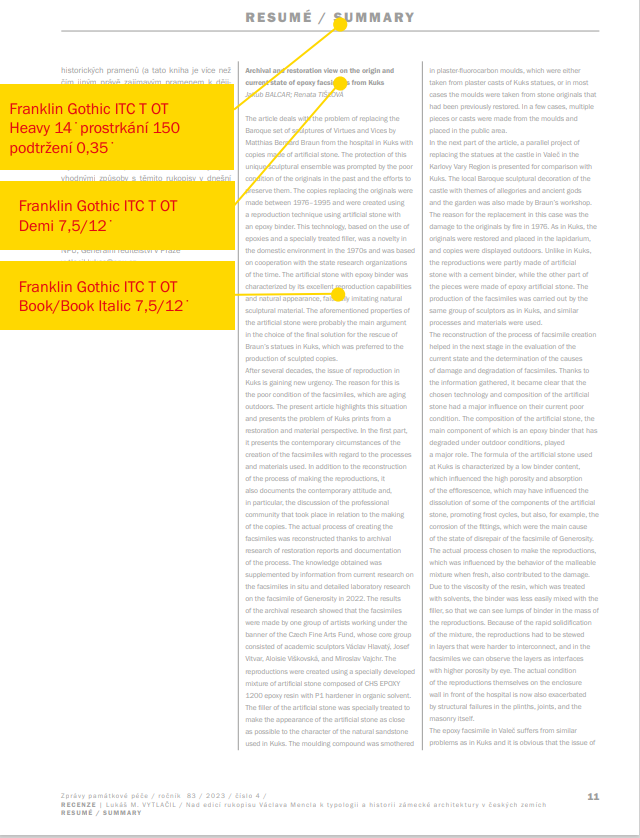 RESUMÉ / SUMMARY
historických pramenů (a tato kniha je více než
čím jiným právě zajímavým pramenem k ději-
Franklin Gothic ITC T OT
Heavy 14˙prostrkání 150
podtržení 0,35˙
vhodnými způsoby s těmito rukopisy v dnešní
Franklin Gothic ITC T OT
Demi 7,5/12˙
NPÚ, Generální ředitelství v Praze
Franklin Gothic ITC T OT
Book/Book Italic 7,5/12˙
Archival and restoration view on the origin and
current state of epoxy facsimiles from Kuks
Jakub BALCAR; Renata TIŠLOVÁ
The article deals with the problem of replacing the
Baroque set of sculptures of Virtues and Vices by
Matthias Bernard Braun from the hospital in Kuks with
copies made of artificial stone. The protection of this
unique sculptural ensemble was prompted by the poor
condition of the originals in the past and the efforts to
preserve them. The copies replacing the originals were
made between 1976–1995 and were created using
a reproduction technique using artificial stone with
an epoxy binder. This technology, based on the use of
epoxies and a specially treated filler, was a novelty in
the domestic environment in the 1970s and was based
on cooperation with the state research organizations
of the time. The artificial stone with epoxy binder was
characterized by its excellent reproduction capabilities
and natural appearance, faithfully imitating natural
sculptural material. The aforementioned properties of
the artificial stone were probably the main argument
in the choice of the final solution for the rescue of
Braun's statues in Kuks, which was preferred to the
production of sculpted copies.
After several decades, the issue of reproduction in
Kuks is gaining new urgency. The reason for this is
the poor condition of the facsimiles, which are aging
outdoors. The present article highlights this situation
and presents the problem of Kuks prints from a
restoration and material perspective. In the first part,
it presents the contemporary circumstances of the
creation of the facsimiles with regard to the processes
and materials used. In addition to the reconstruction
of the process of making the reproductions, it
also documents the contemporary attitude and,
in particular, the discussion of the professional
community that took place in relation to the making
of the copies. The actual process of creating the
facsimiles was reconstructed thanks to archival
research of restoration reports and documentation
of the process. The knowledge obtained was
supplemented by information from current research on
the facsimiles in situ and detailed laboratory research
on the facsimile of Generosity in 2022. The results
of the archival research showed that the facsimiles
were made by one group of artists working under the
banner of the Czech Fine Arts Fund, whose core group
consisted of academic sculptors Václav Hlavatý, Josef
Vitvar, Aloisie Viškovská, and Miroslav Vajchr. The
reproductions were created using a specially developed
mixture of artificial stone composed of CHS EPOXY
1200 epoxy resin with P1 hardener in organic solvent.
The filler of the artificial stone was specially treated to
make the appearance of the artificial stone as close
as possible to the character of the natural sandstone
used in Kuks. The moulding compound was smothered
in plaster-fluorocarbon moulds, which were either
taken from plaster casts of Kuks statues, or in most
cases the moulds were taken from stone originals that
had been previously restored. In a few cases, multiple
pieces or casts were made from the moulds and
placed in the public area.
In the next part of the article, a parallel project of
replacing the statues at the castle in Valeč in the
Karlovy Vary Region is presented for comparison with
Kuks. The local Baroque sculptural decoration of the
castle with themes of allegories and ancient gods
and the garden was also made by Braun's workshop.
The reason for the replacement in this case was the
damage to the originals by fire in 1976. As in Kuks, the
originals were restored and placed in the lapidarium,
and copies were displayed outdoors. Unlike in Kuks,
the reproductions were partly made of artificial
stone with a cement binder, while the other part of
the pieces were made of epoxy artificial stone. The
production of the facsimiles was carried out by the
same group of sculptors as in Kuks, and similar
processes and materials were used.
The reconstruction of the process of facsimile creation
helped in the next stage in the evaluation of the
current state and the determination of the causes
of damage and degradation of facsimiles. Thanks to
the information gathered, it became clear that the
chosen technology and composition of the artificial
stone had a major influence on their current poor
condition. The composition of the artificial stone, the
main component of which is an epoxy binder that has
degraded under outdoor conditions, played
a major role. The formula of the artificial stone used
at Kuks is characterized by a low binder content,
which influenced the high porosity and absorption
of the efflorescence, which may have influenced the
dissolution of some of the components of the artificial
stone, promoting frost cycles, but also, for example, the
corrosion of the fittings, which were the main cause
of the state of disrepair of the facsimile of Generosity.
The actual process chosen to make the reproductions,
which was influenced by the behavior of the malleable
mixture when fresh, also contributed to the damage.
Due to the viscosity of the resin, which was treated
with solvents, the binder was less easily mixed with the
filler, so that we can see lumps of binder in the mass of
the reproductions. Because of the rapid solidification
of the mixture, the reproductions had to be stewed
in layers that were harder to interconnect, and in the
facsimiles we can observe the layers as interfaces
with higher porosity by eye. The actual condition
of the reproductions themselves on the enclosure
wall in front of the hospital is now also exacerbated
by structural failures in the plinths, joints, and the
masonry itself.
The epoxy facsimile in Valeč suffers from similar
problems as in Kuks and it is obvious that the issue of
Zprávy památkové péče / ročník 83 / 2023 / číslo 4 /
RECENZE | Lukáš M. VYTLAČIL / Nad edicí rukopisu Václava Mencla k typologii a historii zámecké architektury v českých zemích
RESUMÉ / SUMMARY
11